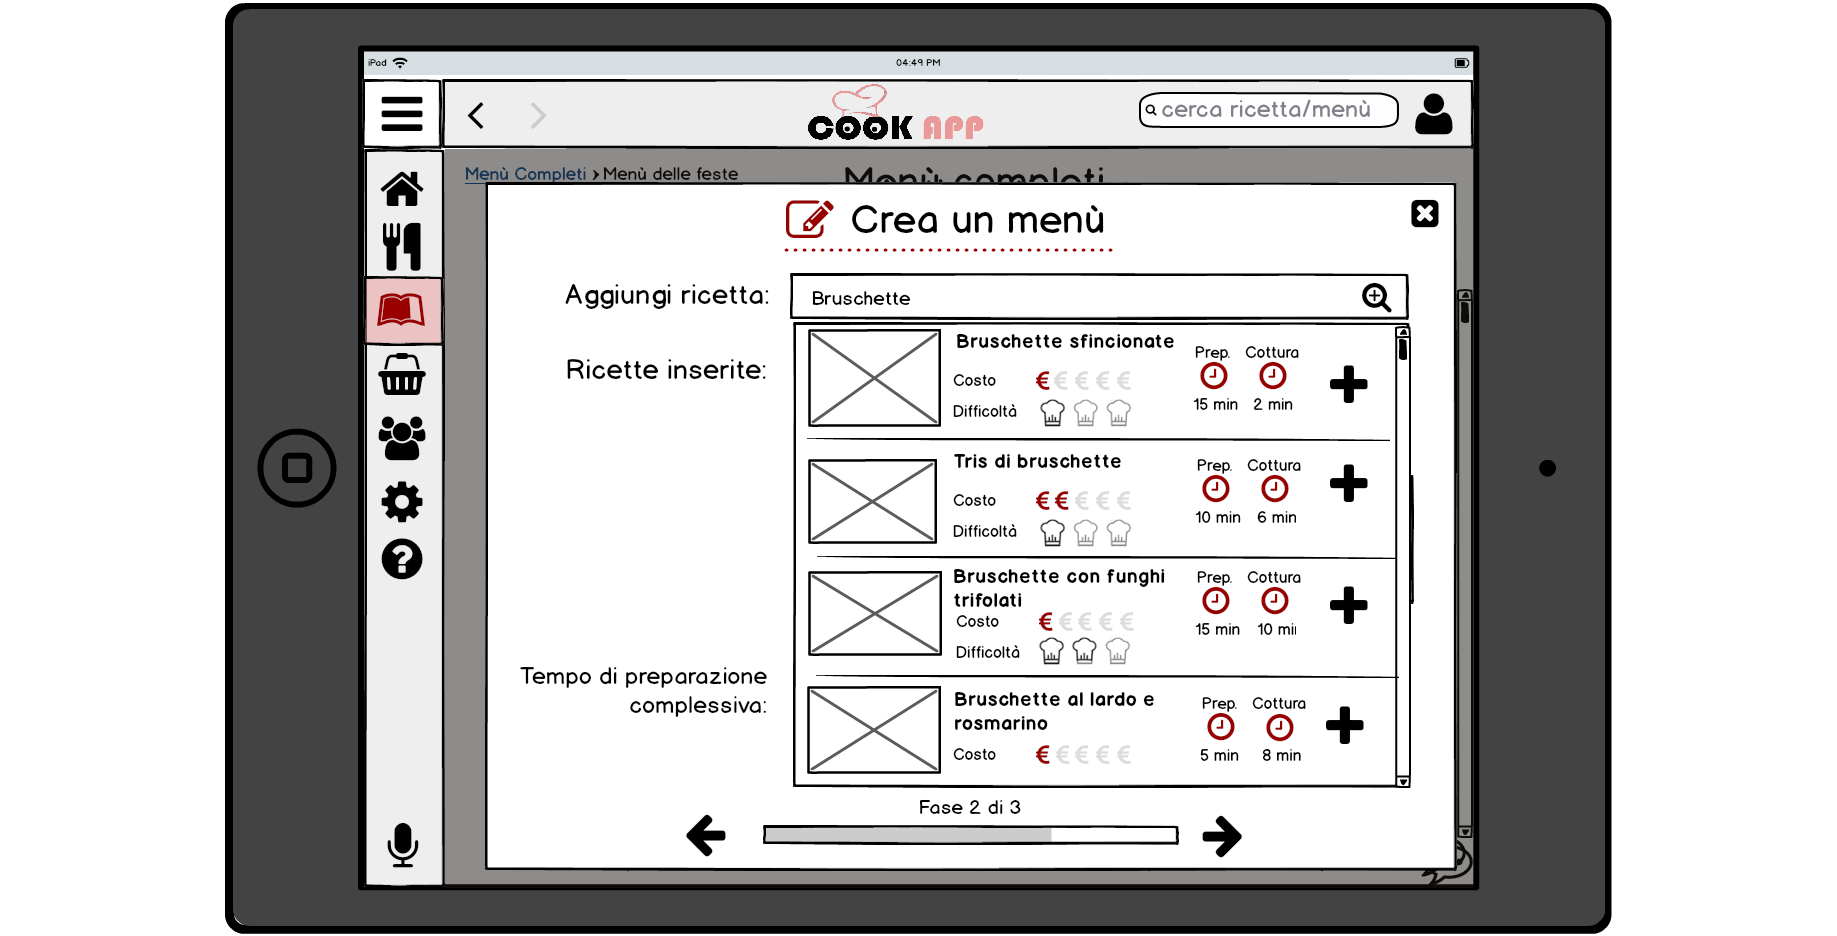 iPad
04:49 PM
COOK APP
cerca ricetta/menù
Menù Completi > Menù delle feste
Menù completi
Crea un menù
Aggiungi ricetta:
Bruschette
Ricette inserite:
Bruschette sfincionate
Costo
€ € € € €
Difficoltà
Prep. Cottura
15 min 2 min
Tris di bruschette
Costo
€ € € € €
Difficoltà
Prep. Cottura
10 min 6 min
Bruschette con funghi
trifolati
Costo
€ € € € €
Difficoltà
Prep. Cottura
15 min 10 mi
Tempo di preparazione
complessiva:
Bruschette al lardo e
rosmarino
Costo
€ € € € €
Prep. Cottura
5 min 8 min
Fase 2 di 3